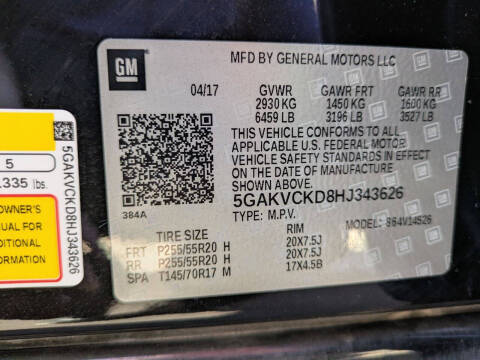 GM
MFD BY GENERAL MOTORS LLC
04/17 GVWR GAWR FRT GAWR RR
2930 KG 1450 KG 1600 KG
6459 LB 3196 LB 3527 LB
THIS VEHICLE CONFORMS TO ALL
APPLICABLE U.S. FEDERAL MOTOR
VEHICLE SAFETY STANDARDS IN EFFECT
ON THE DATE OF MANUFACTURE
SHOWN ABOVE.
5GAKVCKD8HJ343626
384A
TYPE: M.P.V. MODEL: 864V14526
TIRE SIZE RIM
FRT P255/55R20 H 20X7.5J
RR P255/55R20 H 20X7.5J
SPA T145/70R17 M 17X4.5B
5
1335 lbs.
OWNER'S
NUAL FOR
DITIONAL
ORMATION
5GAKVCKD8HJ343626